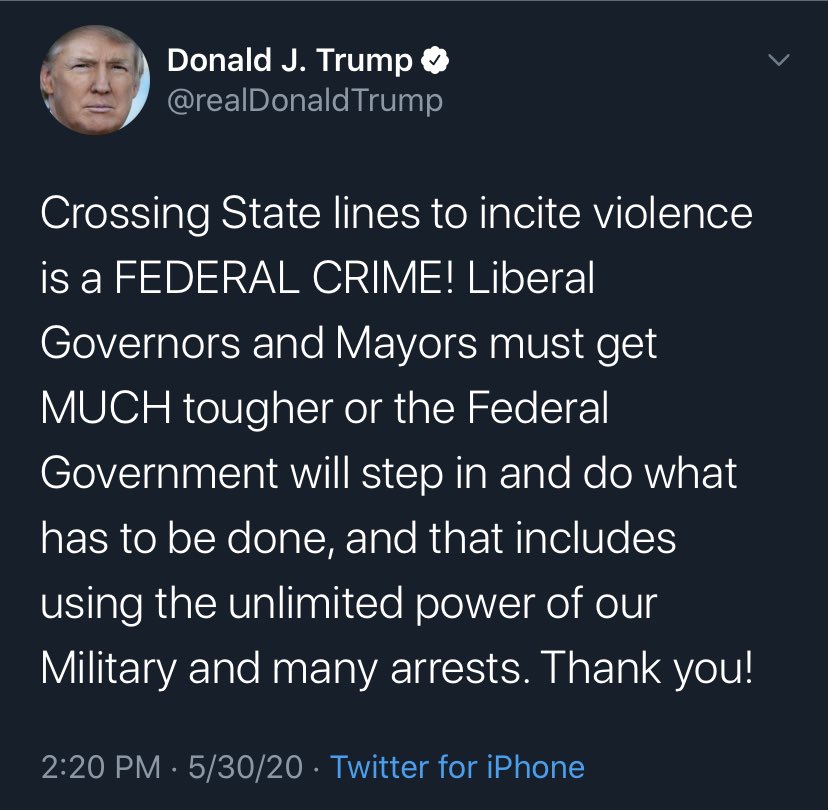 Donald J. Trump
@realDonaldTrump
Crossing State lines to incite violence
is a FEDERAL CRIME! Liberal
Governors and Mayors must get
MUCH tougher or the Federal
Government will step in and do what
has to be done, and that includes
using the unlimited power of our
Military and many arrests. Thank you!
2:20 PM · 5/30/20 · Twitter for iPhone